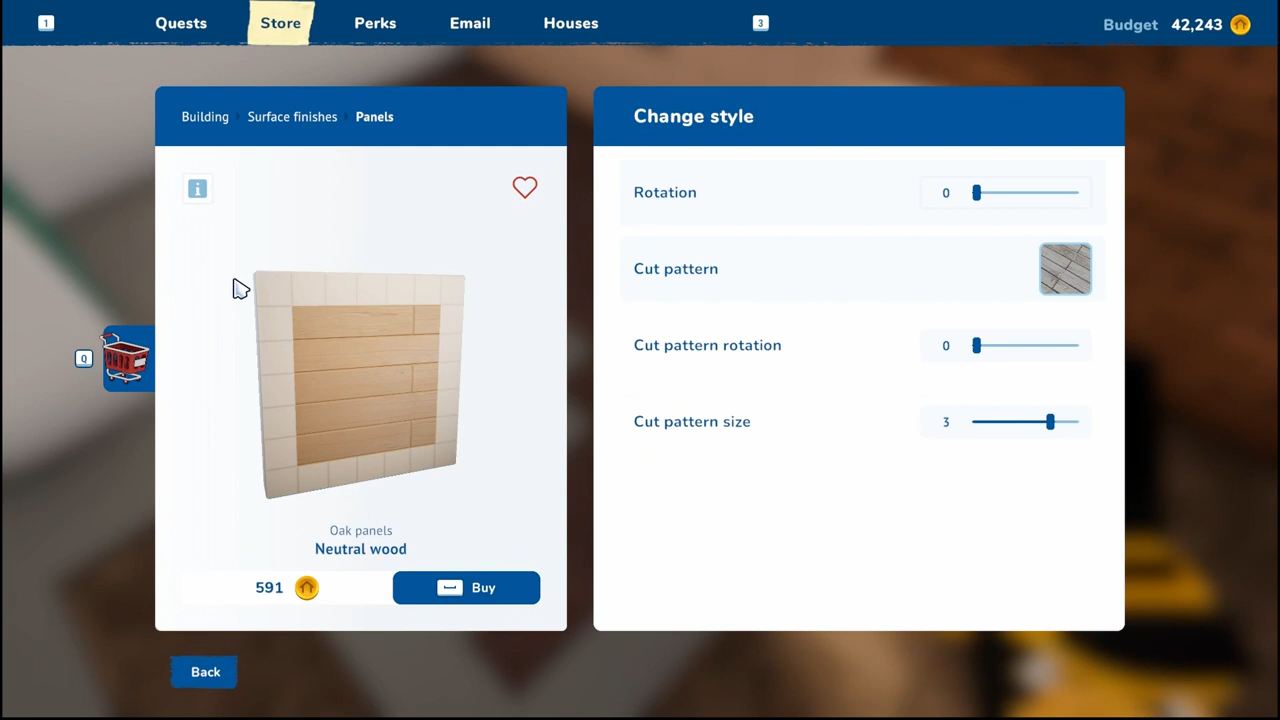 1 Quests Store Perks Email Houses 3 Budget 42,243
Building Surface finishes Panels
i
Q
Oak panels
Neutral wood
591 Buy
Back
Change style
Rotation 0
Cut pattern
Cut pattern rotation 0
Cut pattern size 3